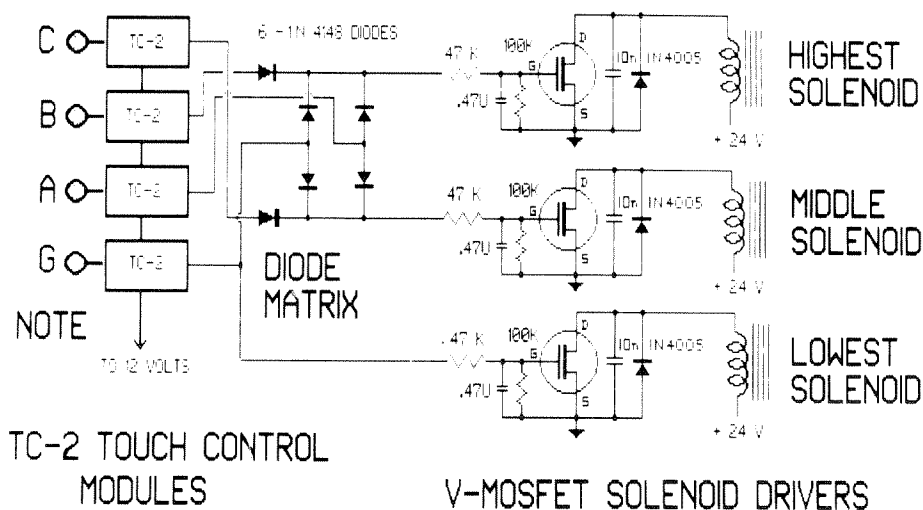 C
TC-2
B
TC-2
A
TC-2
G
TC-2
NOTE
TO 12 VOLTS
6 -1N 4148 DIODES
DIODE
MATRIX
47 K
100K
.47U
G
D
S
10n
1N4005
+ 24 V
HIGHEST
SOLENOID
47 K
100K
.47U
G
D
S
10n
1N4005
+ 24 V
MIDDLE
SOLENOID
47 K
100K
.47U
G
D
S
10n
1N4005
+ 24 V
LOWEST
SOLENOID
TC-2 TOUCH CONTROL
MODULES
V-MOSFET SOLENOID DRIVERS